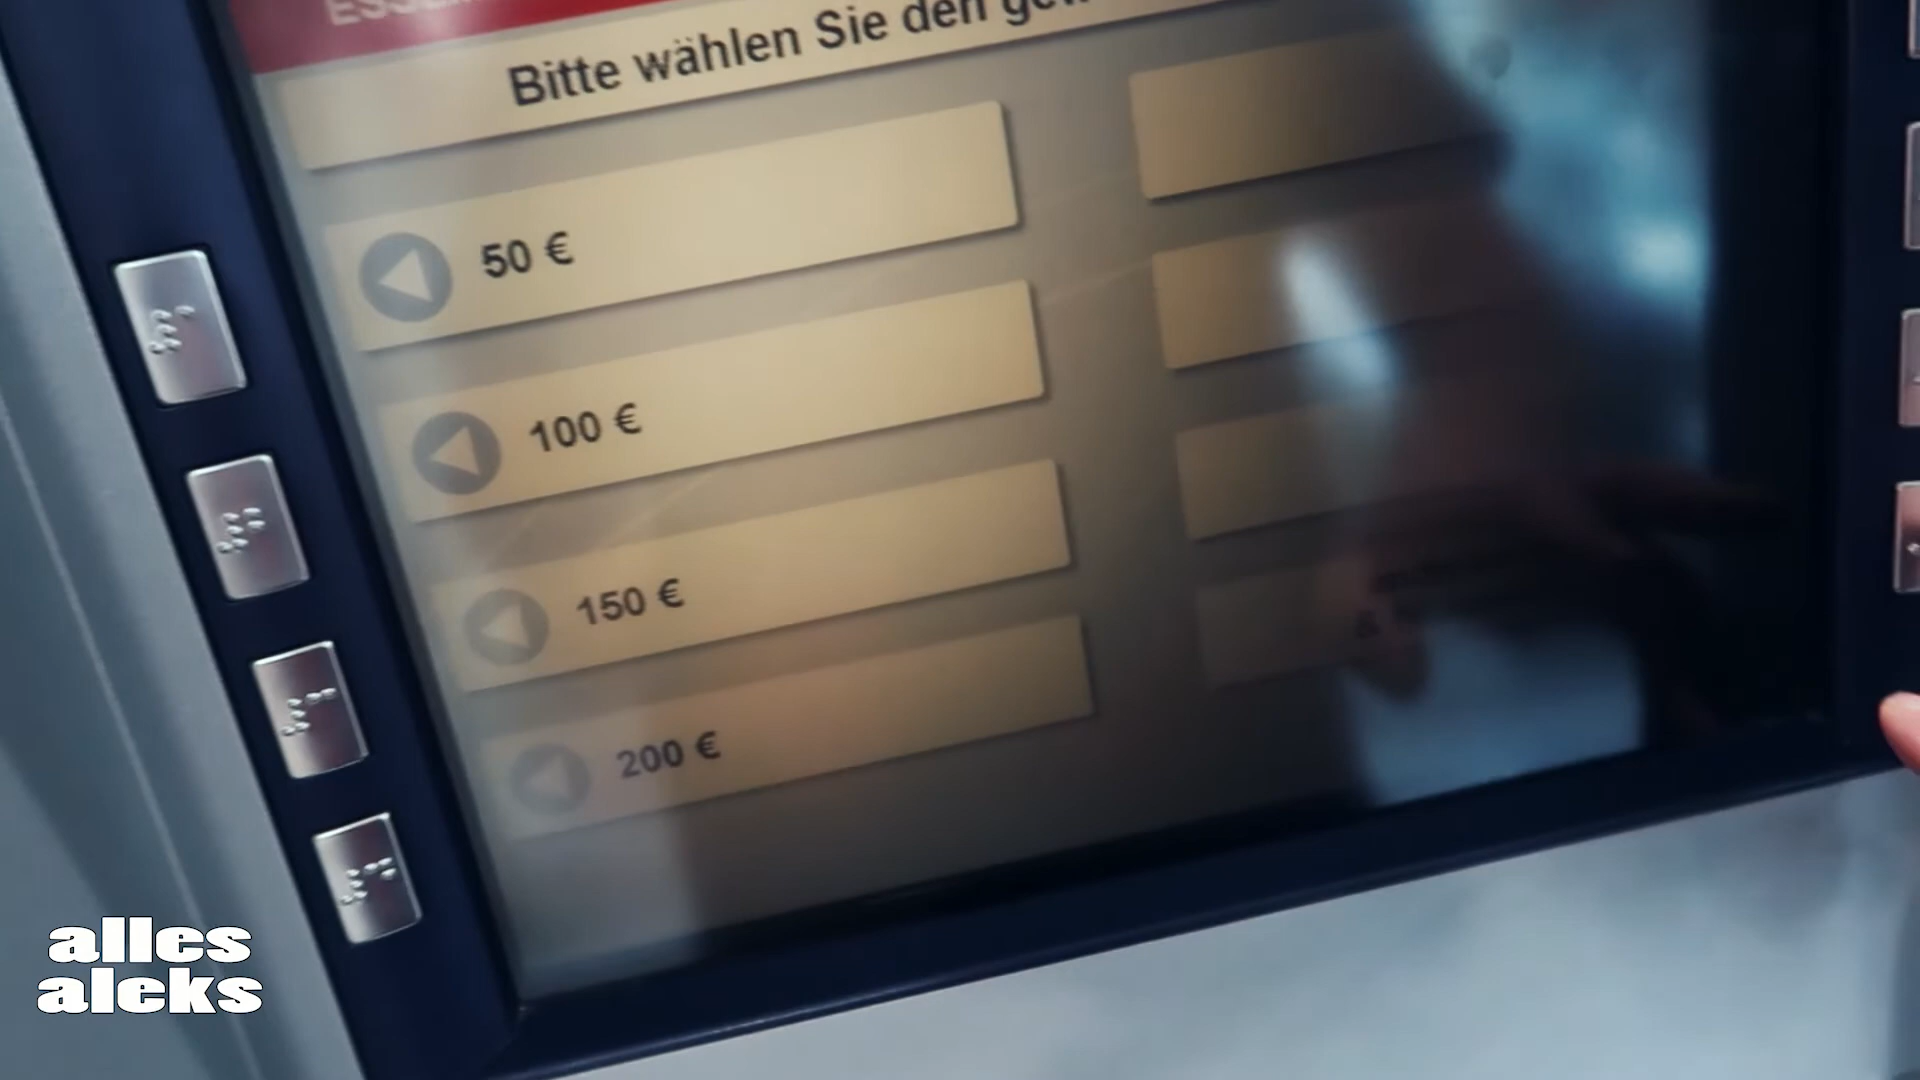 Bitte wählen Sie den
50 €
100 €
150 €
200 €
&
alles
aleks